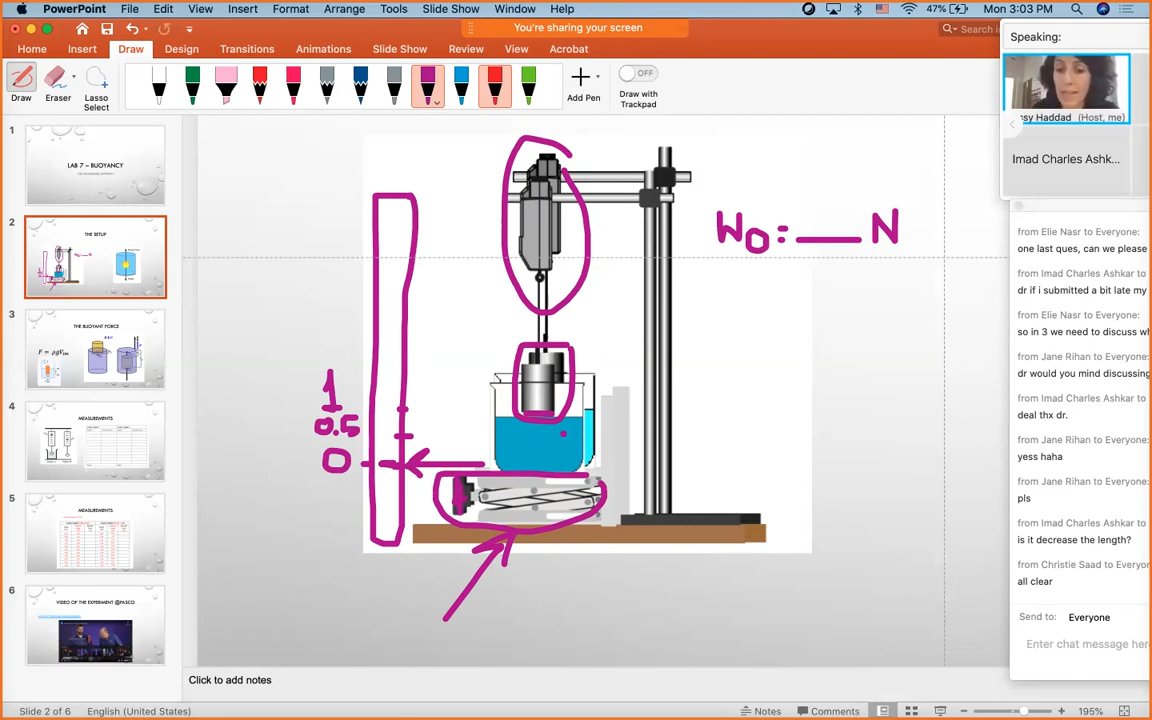 PowerPoint File Edit View Insert Format Arrange Tools Slide Show Window Help 47% Mon 3:03 PM
You're sharing your screen
Search
Home Insert Draw Design Transitions Animations Slide Show Review View Acrobat
Draw
Eraser
Lasso Select
Add Pen
OFF
Draw with Trackpad
Speaking:
ssy Haddad (Host, me)
Imad Charles Ashk...
1
LAB 7 – BUOYANCY
2
THE SETUP
3
THE BUOYANT FORCE
4
MEASUREMENTS
5
MEASUREMENTS
6
VIDEO OF THE EXPERIMENT @PASCO
W0 = ___ N
1
0.5
0
from Elie Nasr to Everyone:
one last ques, can we please
from Imad Charles Ashkar to
dr if i submitted a bit late my
from Elie Nasr to Everyone:
so in 3 we need to discuss wh
from Jane Rihan to Everyone:
dr would you mind discussing
from Imad Charles Ashkar to
deal thx dr.
from Jane Rihan to Everyone:
yess haha
from Jane Rihan to Everyone:
pls
from Imad Charles Ashkar to
is it decrease the length?
from Christie Saad to Everyone
all clear
Send to: Everyone
Enter chat message her
Click to add notes
Slide 2 of 6 English (United States) Notes Comments 195%